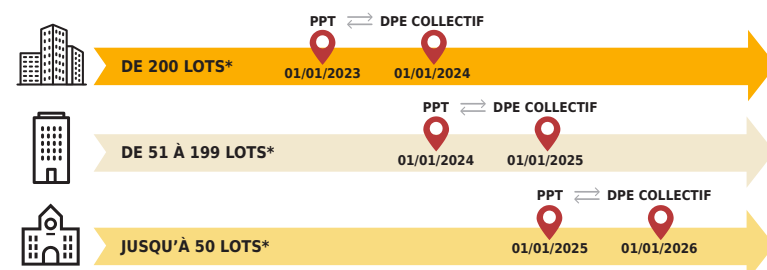 PPT DPE COLLECTIF
DE 200 LOTS*
01/01/2023 01/01/2024
PPT DPE COLLECTIF
DE 51 À 199 LOTS*
01/01/2024 01/01/2025
PPT DPE COLLECTIF
JUSQU'À 50 LOTS*
01/01/2025 01/01/2026